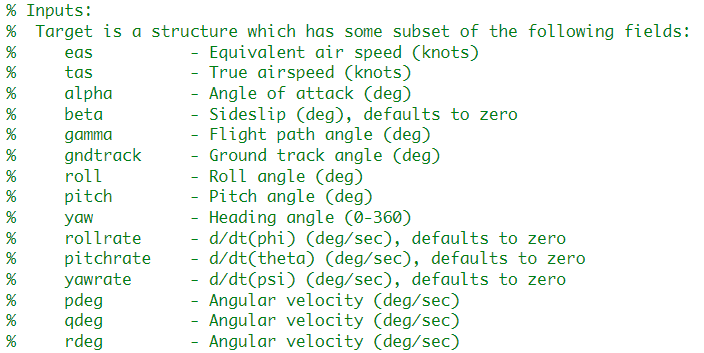 % Inputs:
%  Target is a structure which has some subset of the following fields:
%     eas          - Equivalent air speed (knots)
%     tas          - True airspeed (knots)
%     alpha        - Angle of attack (deg)
%     beta         - Sideslip (deg), defaults to zero
%     gamma        - Flight path angle (deg)
%     gndtrack     - Ground track angle (deg)
%     roll         - Roll angle (deg)
%     pitch        - Pitch angle (deg)
%     yaw          - Heading angle (0-360)
%     rollrate     - d/dt(phi) (deg/sec), defaults to zero
%     pitchrate    - d/dt(theta) (deg/sec), defaults to zero
%     yawrate      - d/dt(psi) (deg/sec), defaults to zero
%     pdeg         - Angular velocity (deg/sec)
%     qdeg         - Angular velocity (deg/sec)
%     rdeg         - Angular velocity (deg/sec)